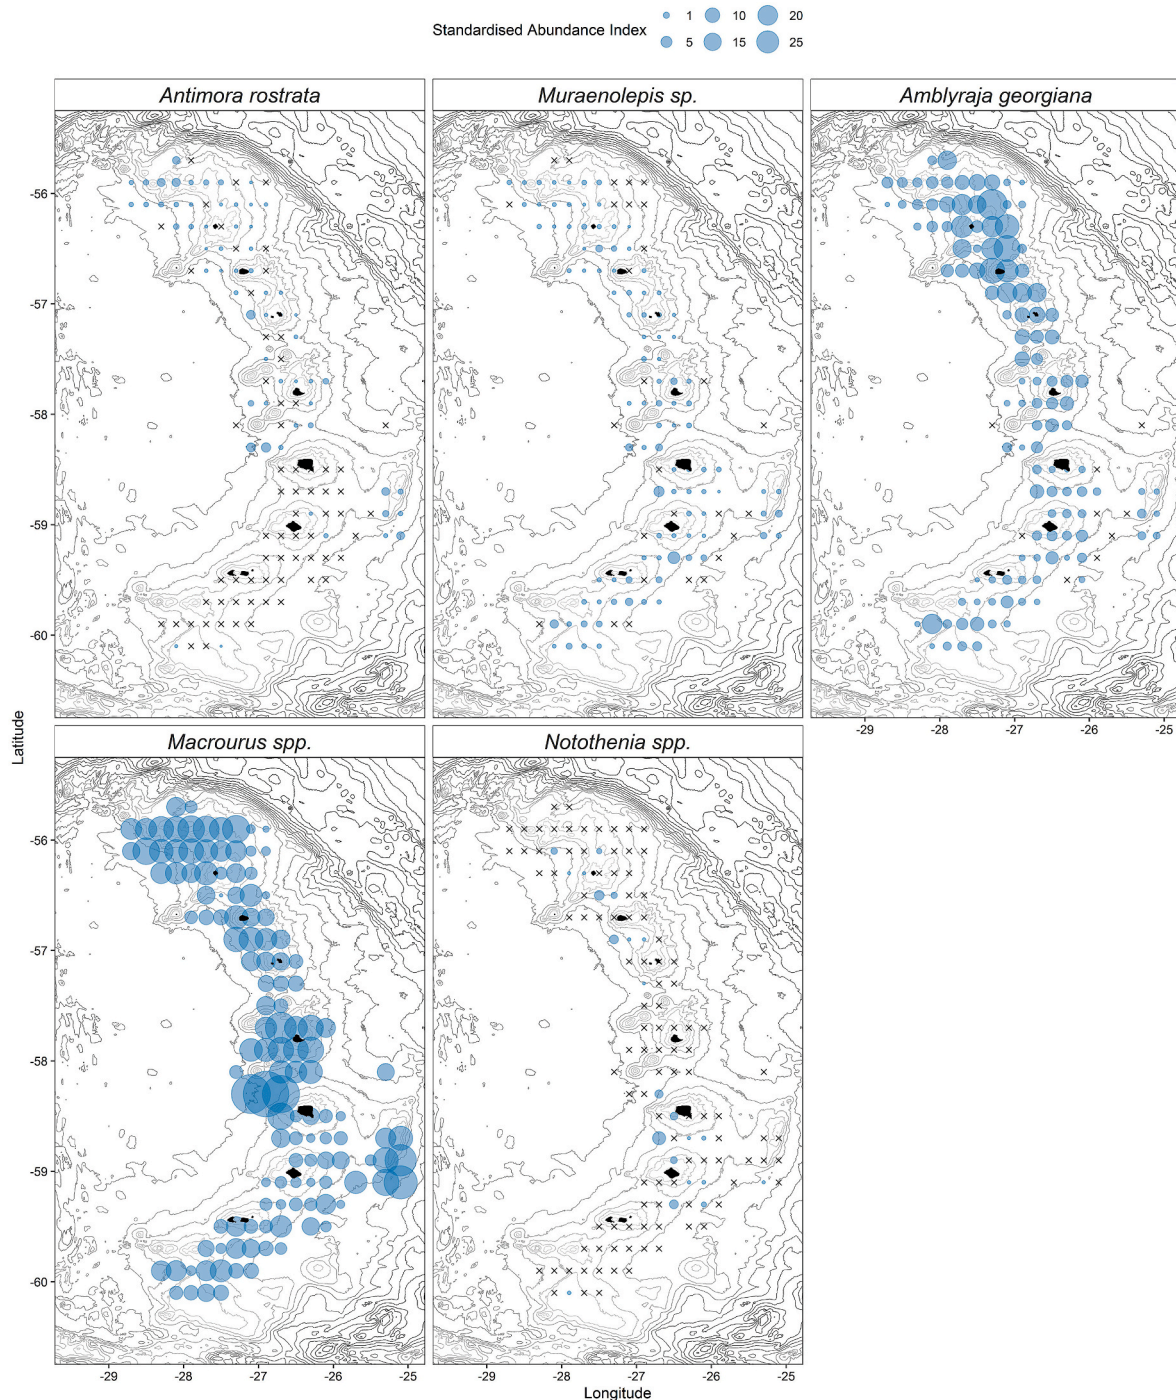 Standardised Abundance Index 1 10 20
5 15 25
Antimora rostrata Muraenolepis sp. Amblyraja georgiana
-56
-57
-58
-59
-60
-29 -28 -27 -26 -25
Latitude
Macrourus spp. Notothenia spp.
-56
-57
-58
-59
-60
-29 -28 -27 -26 -25 -29 -28 -27 -26 -25
Longitude